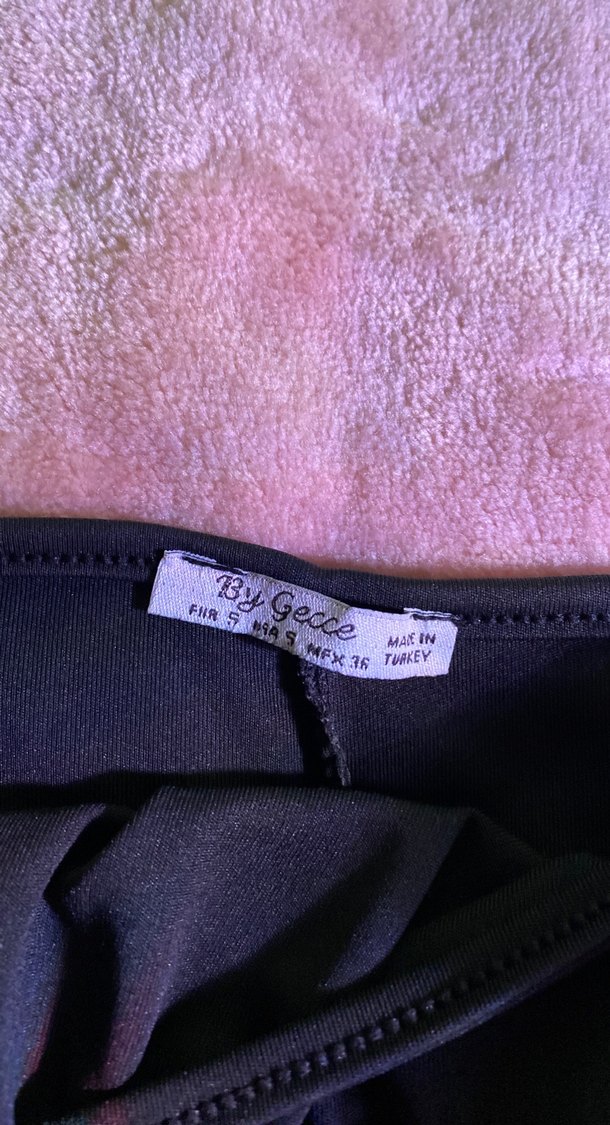 By Gecce
EUR S USA S MEX 36
MADE IN
TURKEY